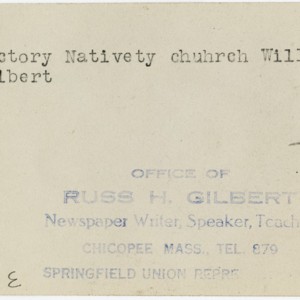 ctory Nativety chuhrch Will
lbert
OFFICE OF
RUSS H. GILBERT
Newspaper Writer, Speaker, Teach
CHICOPEE MASS., TEL. 879
SPRINGFIELD UNION REPRE
3